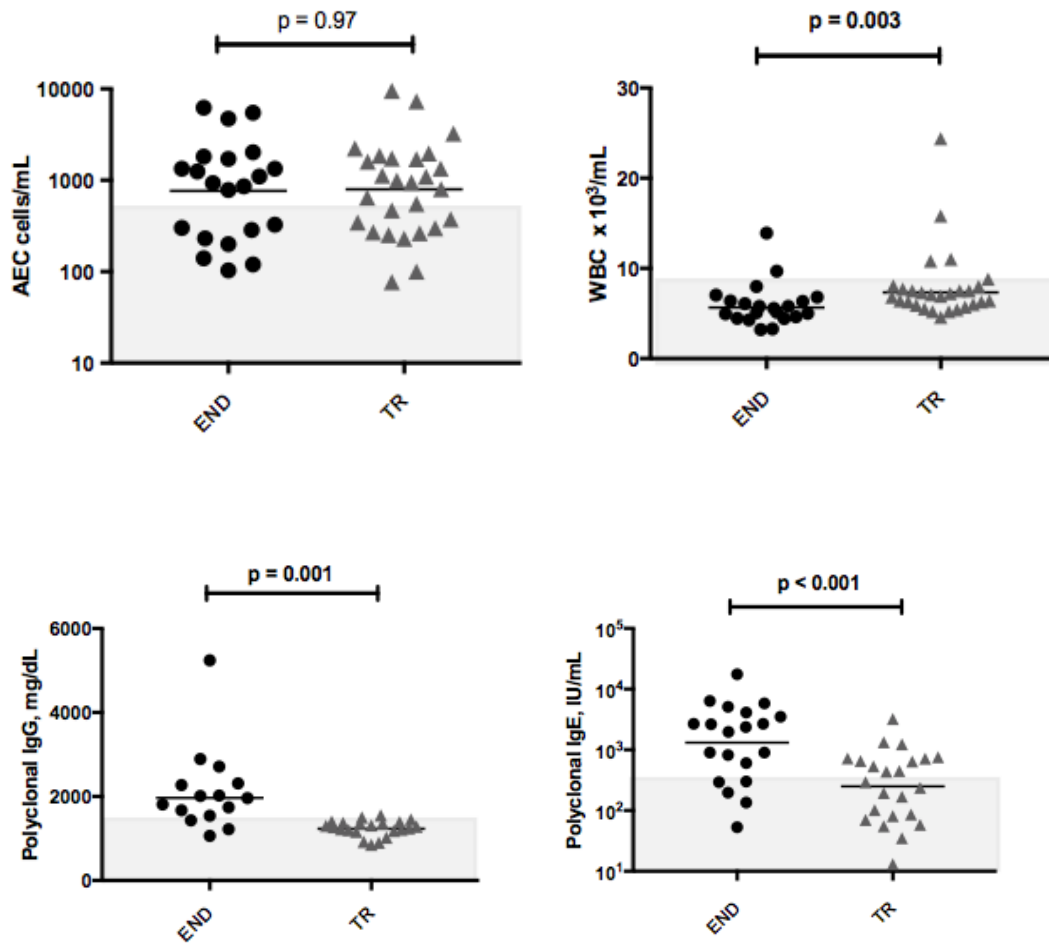 p = 0.97
AEC cells/mL
10000
1000
100
10
END
TR
p = 0.003
WBC x 10³/mL
30
20
10
0
END
TR
p = 0.001
Polyclonal IgG, mg/dL
6000
4000
2000
0
END
TR
p < 0.001
Polyclonal IgE, IU/mL
10⁵
10⁴
10³
10²
10¹
END
TR